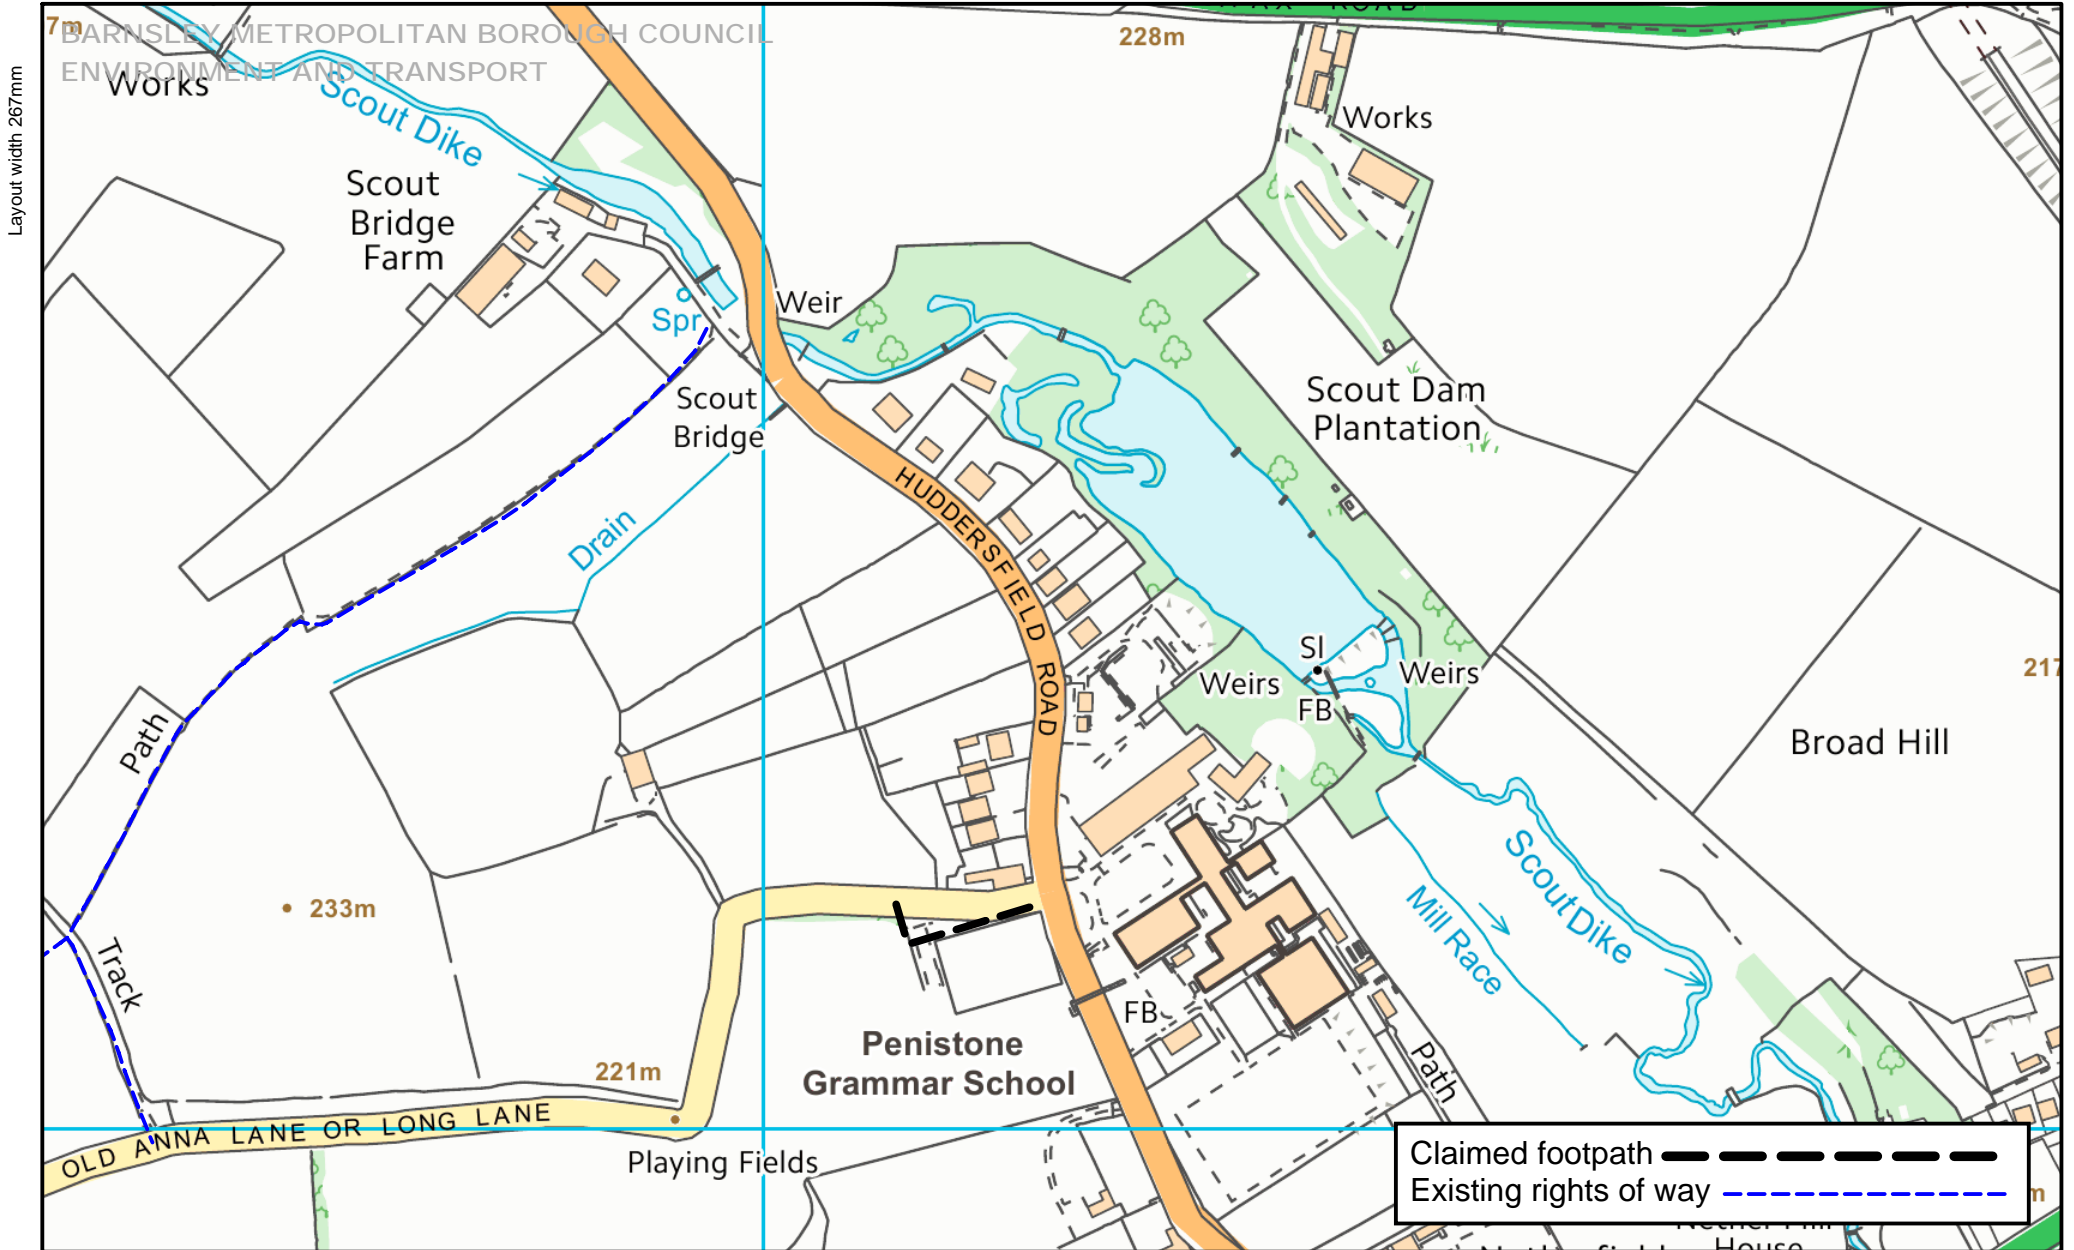 BARNSLEY METROPOLITAN BOROUGH COUNCIL
ENVIRONMENT AND TRANSPORT
Layout width 267mm
7m
228m
ROAD
Works
Scout Dike
Works
Scout
Bridge
Farm
Spr
Weir
Scout
Bridge
Scout Dam
Plantation
HUDDERSFIELD ROAD
Drain
Sl
Weirs
Weirs
FB
217
Path
Broad Hill
Scout Dike
Mill Race
233m
Track
FB
Penistone
Grammar School
Path
221m
OLD ANNA LANE OR LONG LANE
Playing Fields
Claimed footpath
Existing rights of way
m
House